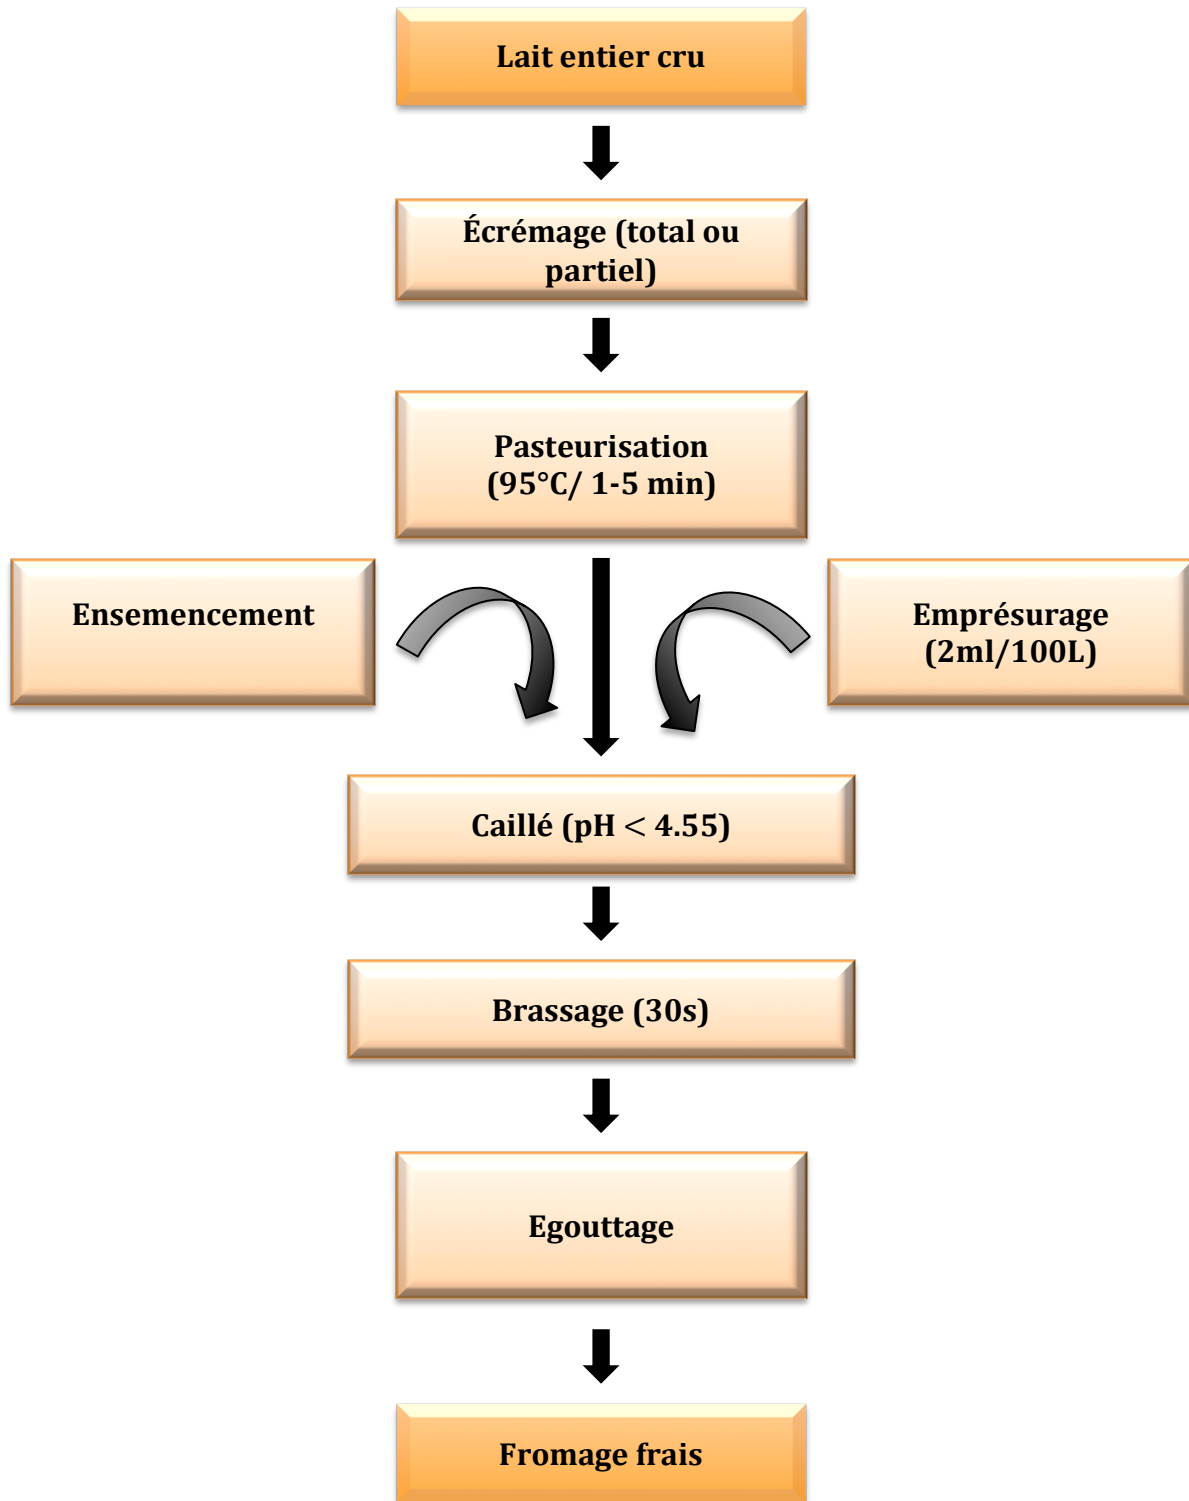 Lait entier cru
Écrémage (total ou
partiel)
Pasteurisation
(95°C/ 1-5 min)
Ensemencement
Emprésurage
(2ml/100L)
Caillé (pH < 4.55)
Brassage (30s)
Egouttage
Fromage frais